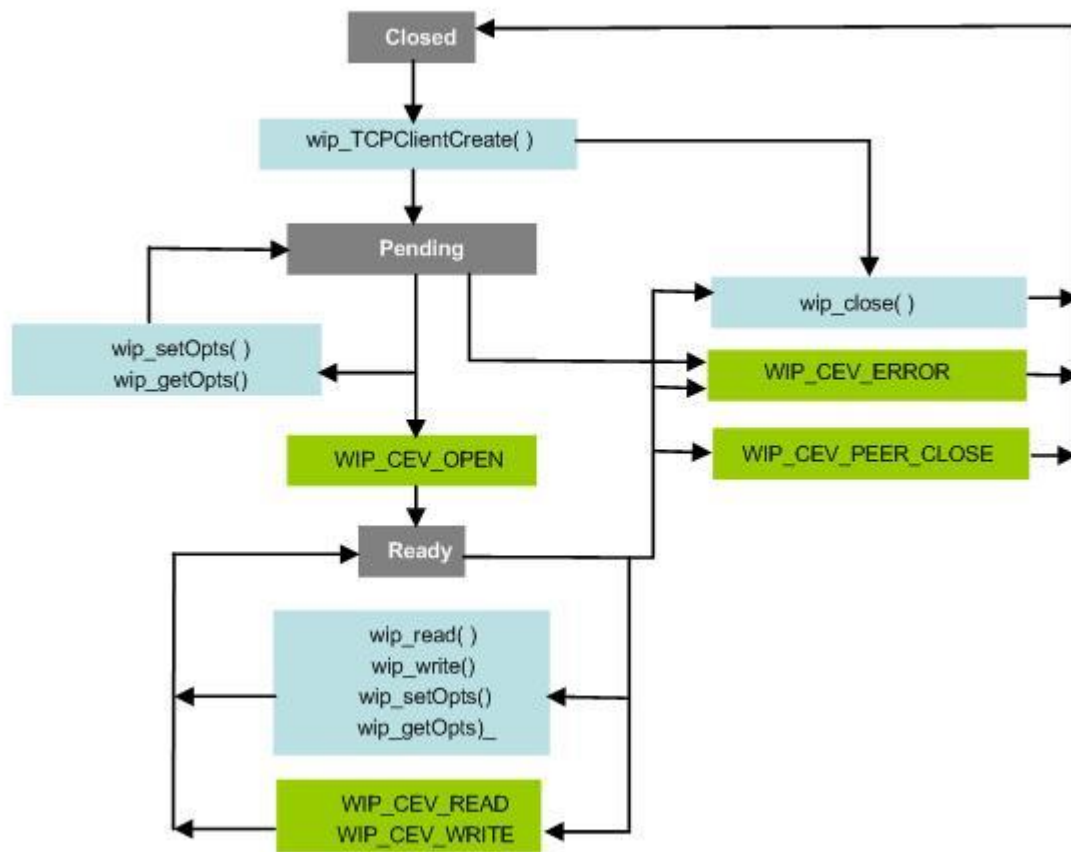 Closed
wip_TCPClientCreate( )
Pending
wip_close( )
wip_setOpts( )
wip_getOpts()
WIP_CEV_ERROR
WIP_CEV_OPEN
WIP_CEV_PEER_CLOSE
Ready
wip_read( )
wip_write()
wip_setOpts()
wip_getOpts)_
WIP_CEV_READ
WIP_CEV_WRITE